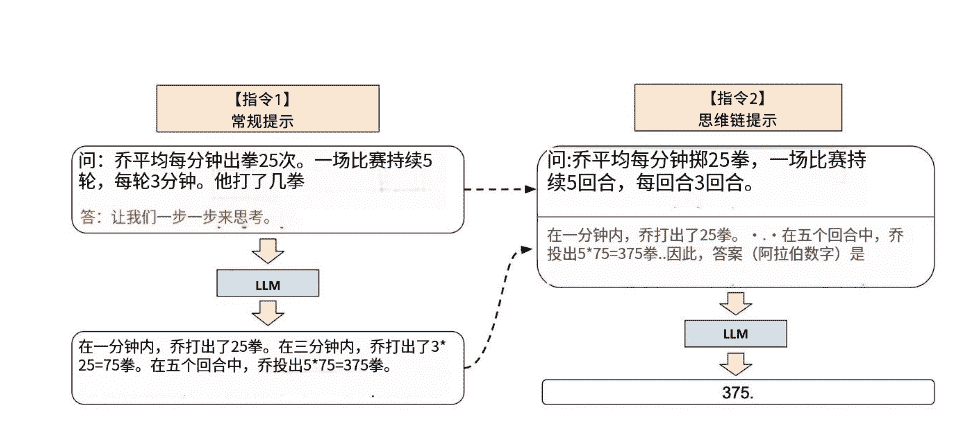 【指令1】
常规提示
问：乔平均每分钟出拳25次。一场比赛持续5
轮，每轮3分钟。他打了几拳
答：让我们一步一步来思考。
LLM
在一分钟内，乔打出了25拳。在三分钟内，乔打出了3*
25=75拳。在五个回合中，乔投出5*75=375拳。
【指令2】
思维链提示
问:乔平均每分钟掷25拳，一场比赛持
续5回合，每回合3回合。
在一分钟内，乔打出了25拳。·.·在五个回合中，乔
投出5*75=375拳..因此，答案（阿拉伯数字）是
LLM
375.